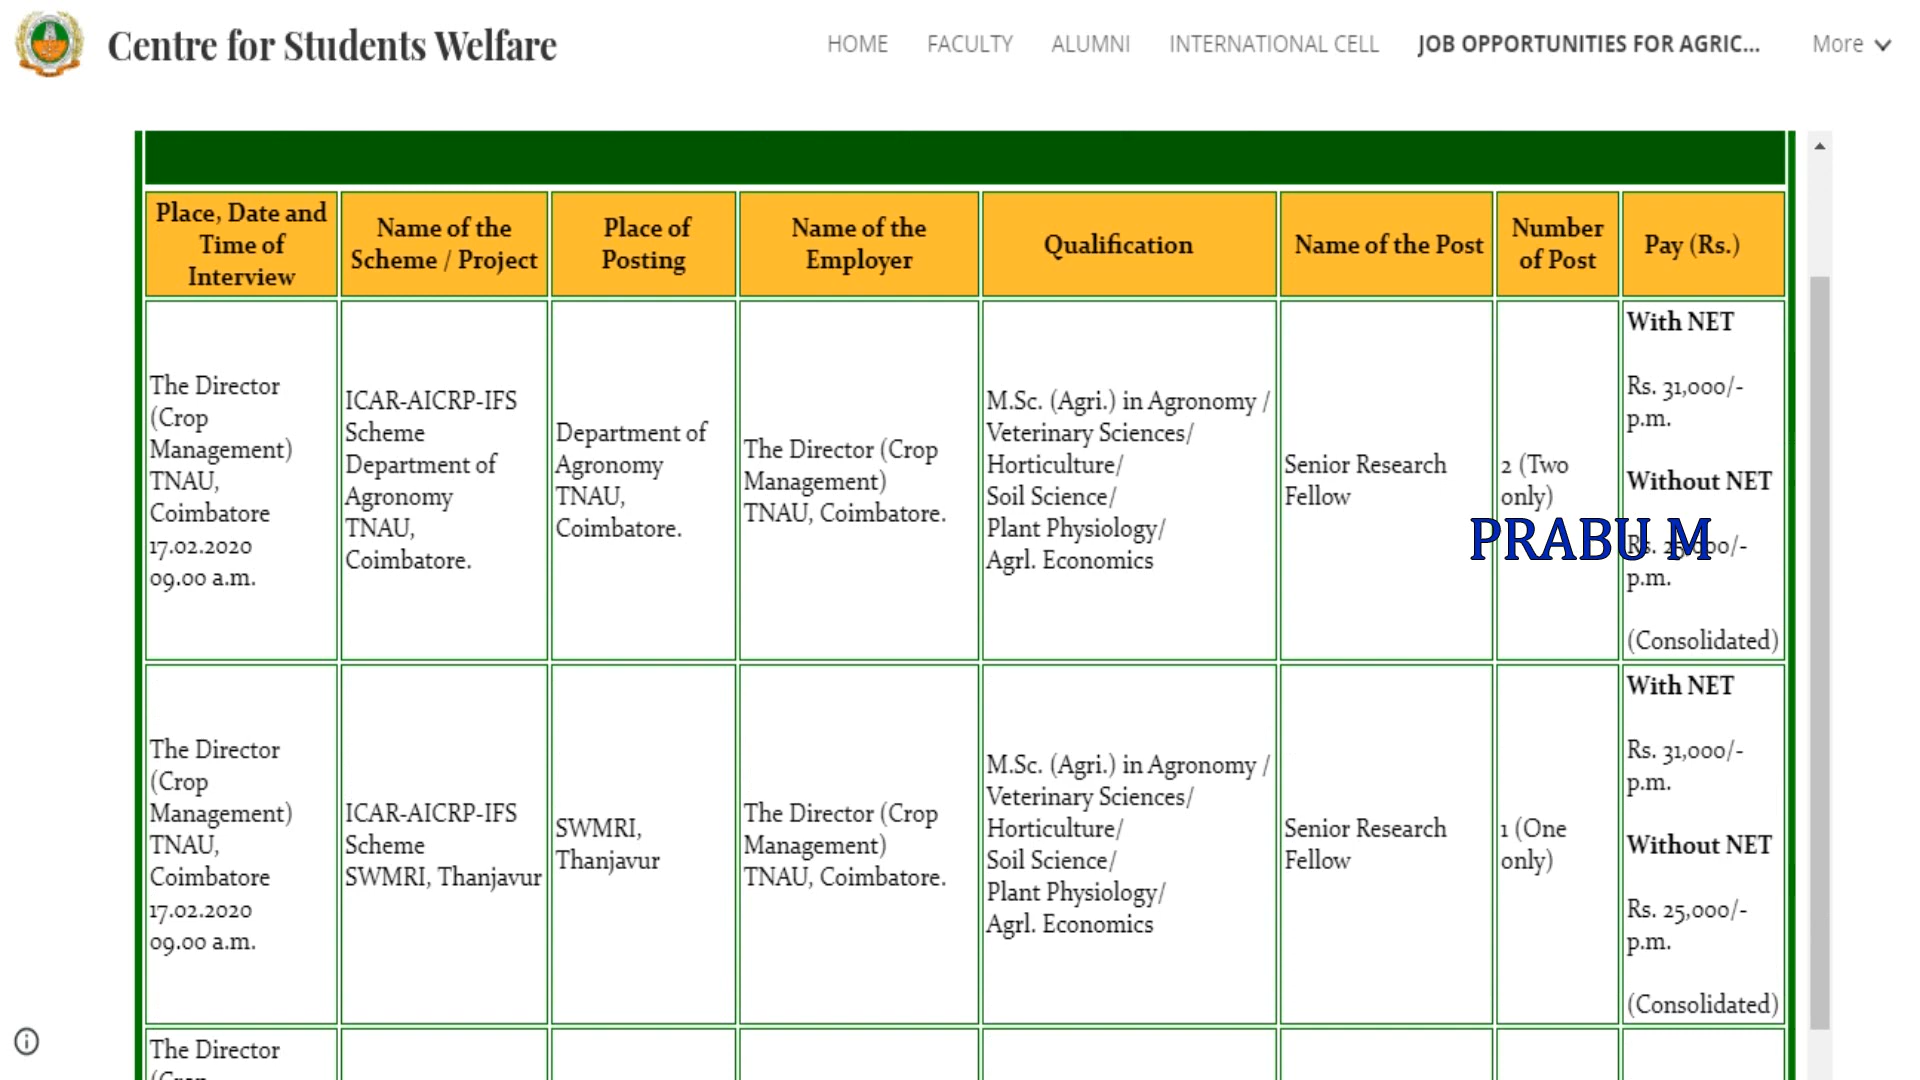 Centre for Students Welfare
HOME FACULTY ALUMNI INTERNATIONAL CELL JOB OPPORTUNITIES FOR AGRIC... More
Place, Date and
Time of
Interview
Name of the
Scheme / Project
Place of
Posting
Name of the
Employer
Qualification
Name of the Post
Number
of Post
Pay (Rs.)
The Director
(Crop
Management)
TNAU,
Coimbatore
17.02.2020
09.00 a.m.
ICAR-AICRP-IFS
Scheme
Department of
Agronomy
TNAU,
Coimbatore.
Department of
Agronomy
TNAU,
Coimbatore.
The Director (Crop
Management)
TNAU, Coimbatore.
M.Sc. (Agri.) in Agronomy /
Veterinary Sciences/
Horticulture/
Soil Science/
Plant Physiology/
Agrl. Economics
Senior Research
Fellow
2 (Two
only)
With NET
Rs. 31,000/-
p.m.
Without NET
Rs. 25,000/-
p.m.
(Consolidated)
PRABU M
The Director
(Crop
Management)
TNAU,
Coimbatore
17.02.2020
09.00 a.m.
ICAR-AICRP-IFS
Scheme
SWMRI, Thanjavur
SWMRI,
Thanjavur
The Director (Crop
Management)
TNAU, Coimbatore.
M.Sc. (Agri.) in Agronomy /
Veterinary Sciences/
Horticulture/
Soil Science/
Plant Physiology/
Agrl. Economics
Senior Research
Fellow
1 (One
only)
With NET
Rs. 31,000/-
p.m.
Without NET
Rs. 25,000/-
p.m.
(Consolidated)
The Director